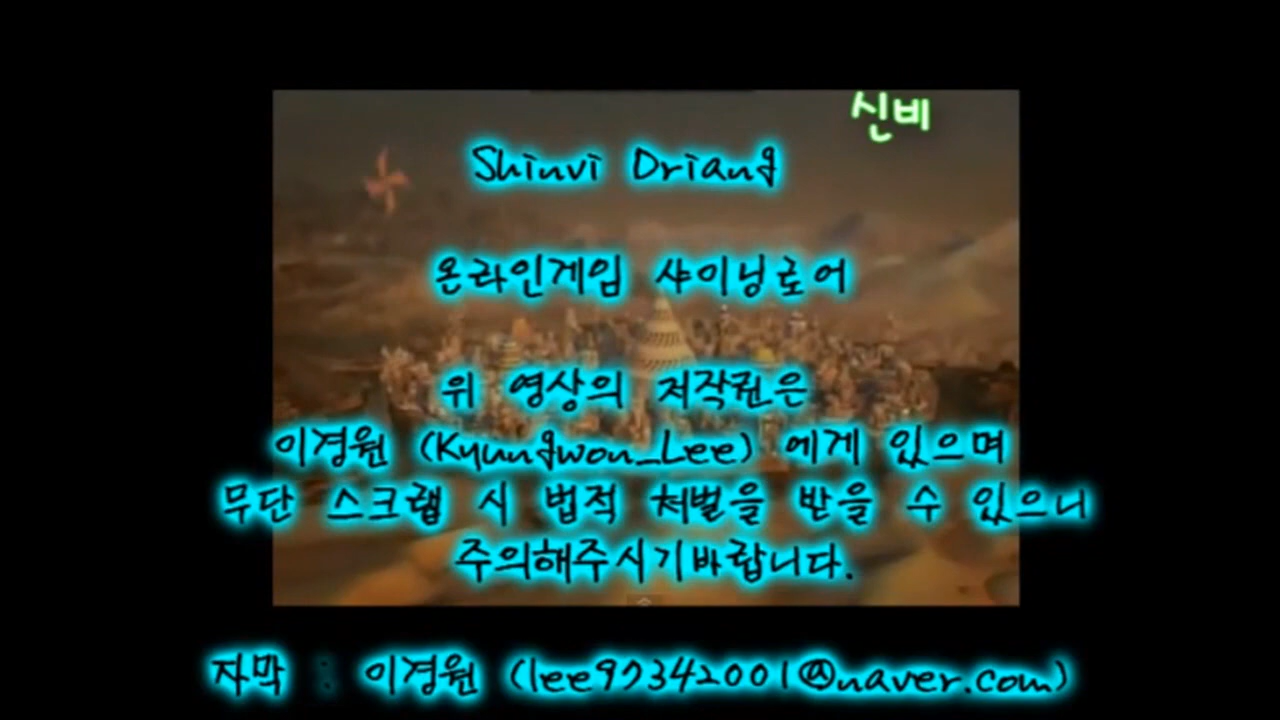 신비
Shinvi Oriang
온라인게임 샤이닝로어
위 영상의 저작권은
이경원 (Kyungwon_Lee) 에게 있으며
무단 스크랩 시 법적 처벌을 받을 수 있으니
주의해주시기바랍니다.
자막 : 이경원 (lee97342001@naver.com)